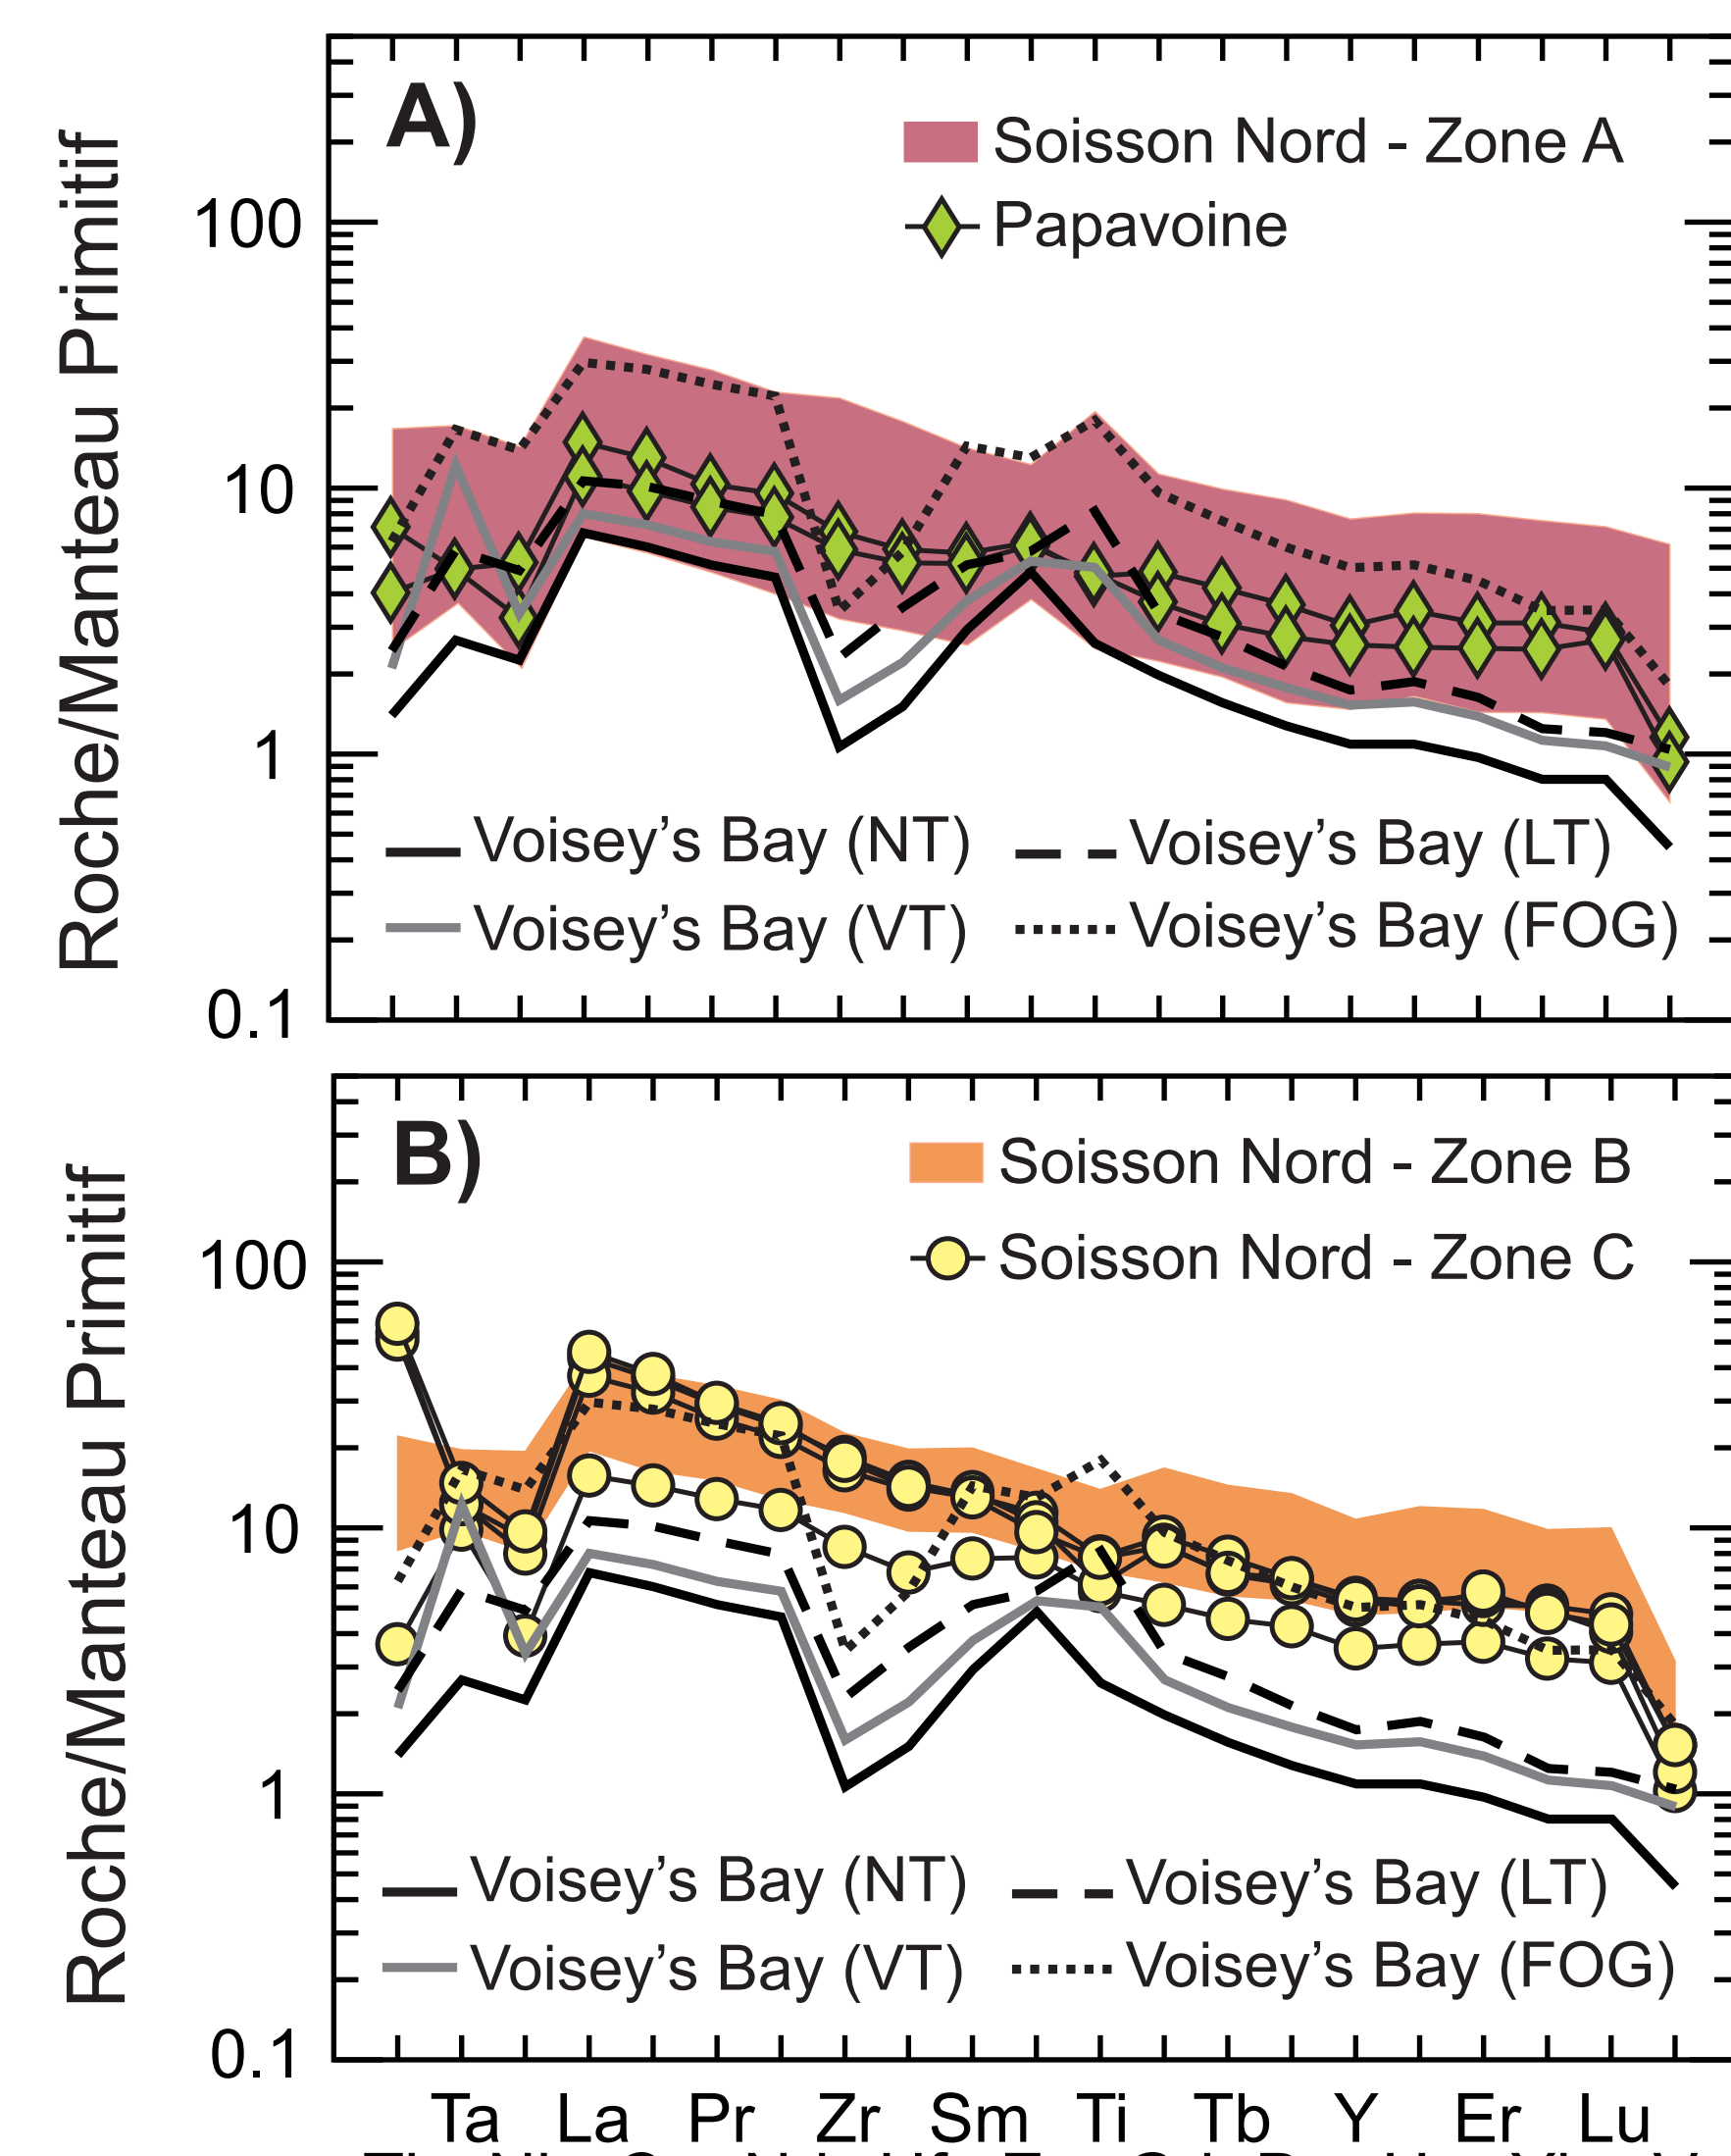 A)
Soisson Nord - Zone A
Papavoine
Roche/Manteau Primitif
100
10
1
0.1
Voisey's Bay (NT)
Voisey's Bay (LT)
Voisey's Bay (VT)
Voisey's Bay (FOG)
B)
Soisson Nord - Zone B
Soisson Nord - Zone C
Roche/Manteau Primitif
100
10
1
0.1
Voisey's Bay (NT)
Voisey's Bay (LT)
Voisey's Bay (VT)
Voisey's Bay (FOG)
Ta La Pr Zr Sm Ti Tb Y Er Lu